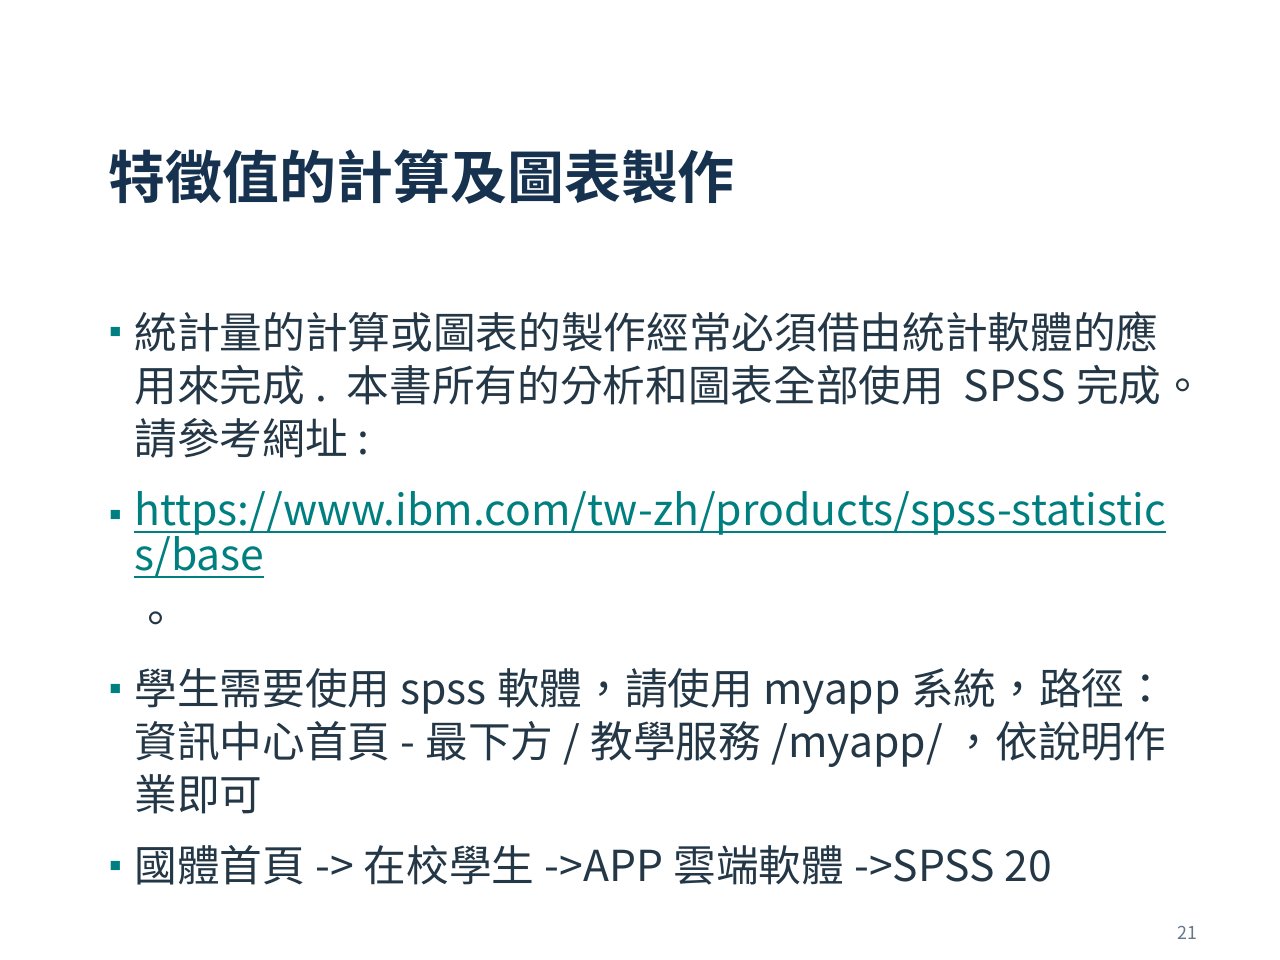 特徵值的計算及圖表製作
▪ 統計量的計算或圖表的製作經常必須借由統計軟體的應
用來完成 .  本書所有的分析和圖表全部使用  SPSS 完成。
請參考網址 :
▪ https://www.ibm.com/tw-zh/products/spss-statistic
s/base
。
▪ 學生需要使用 spss 軟體，請使用 myapp 系統，路徑：
資訊中心首頁 - 最下方 / 教學服務 /myapp/ ，依說明作
業即可
▪ 國體首頁 -> 在校學生 ->APP 雲端軟體 ->SPSS 20
21